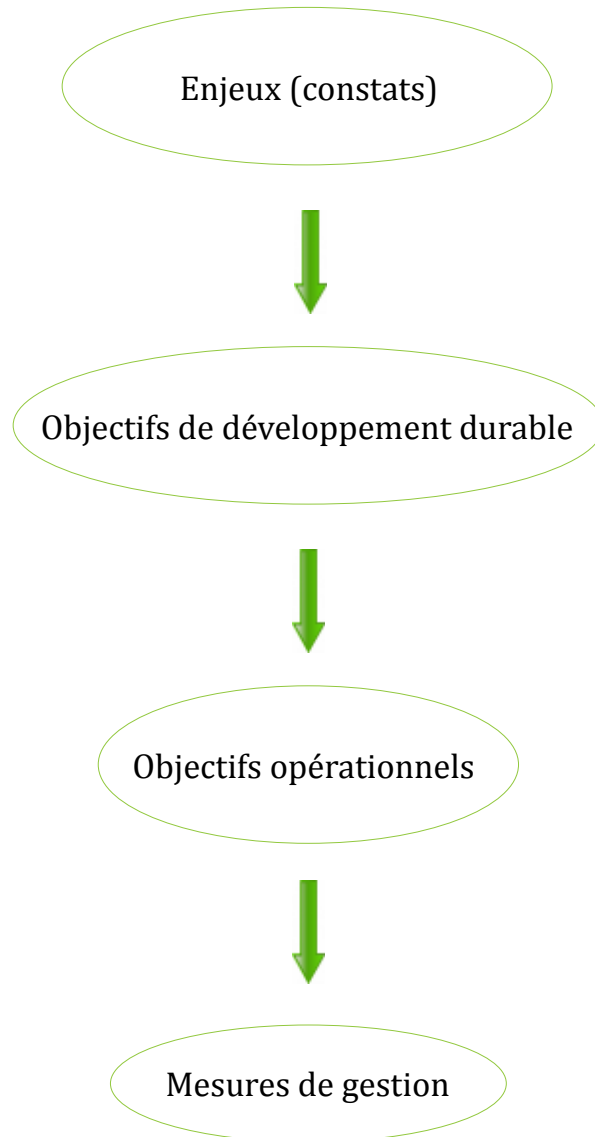 Enjeux (constats)
Objectifs de développement durable
Objectifs opérationnels
Mesures de gestion